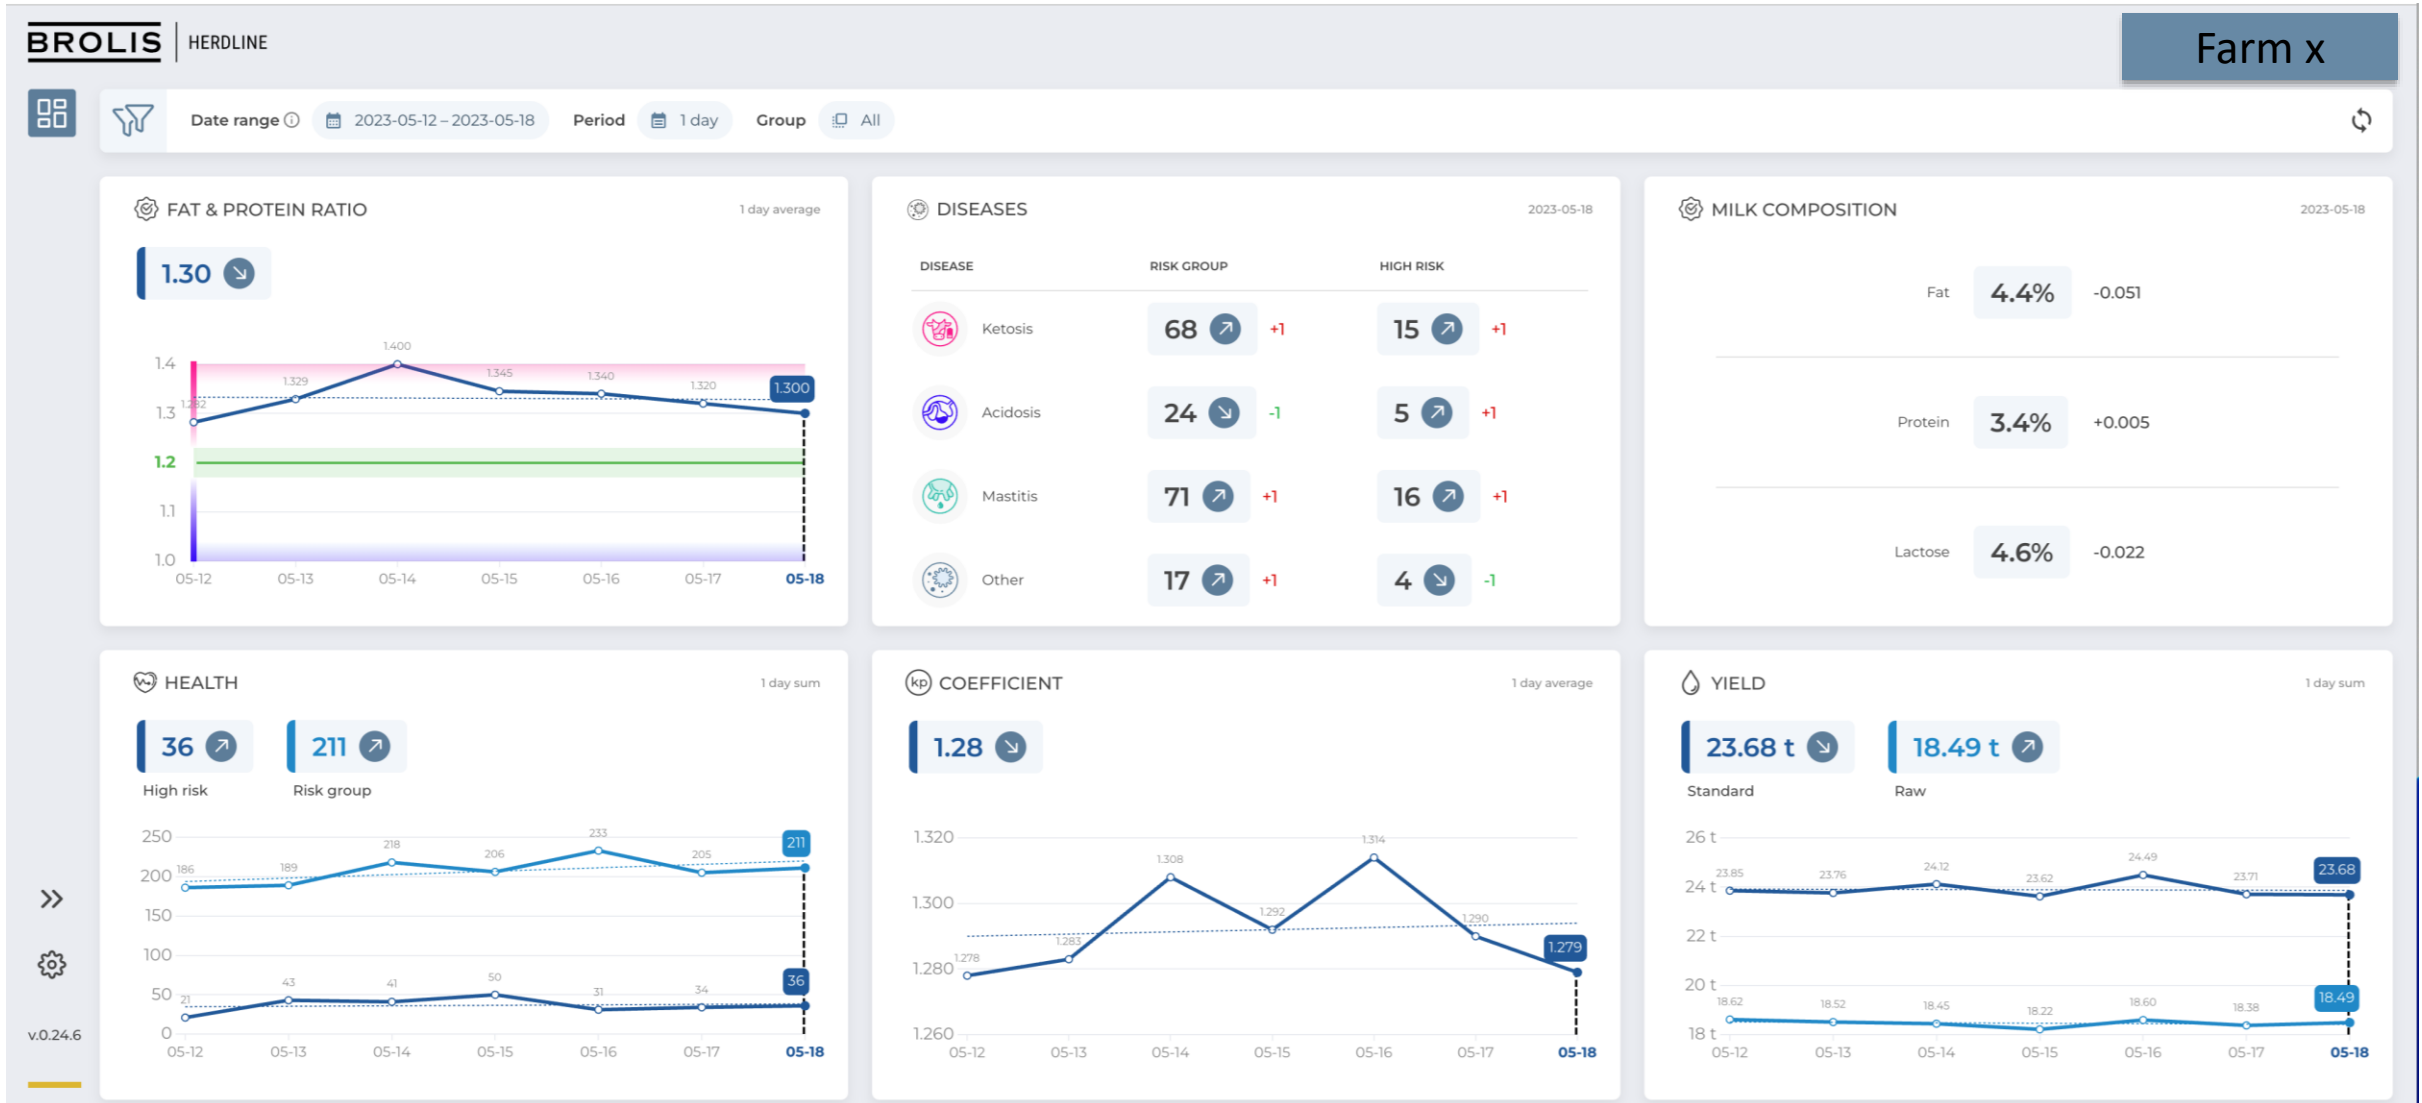 BROLIS HERDLINE
Farm x
Date range 2023-05-12 – 2023-05-18 Period 1 day Group All
FAT & PROTEIN RATIO 1 day average
1.30
1.400
1.4
1.329
1.345
1.340
1.320
1.300
1.3
1.282
1.2
1.1
1.0
05-12 05-13 05-14 05-15 05-16 05-17 05-18
DISEASES 2023-05-18
DISEASE RISK GROUP HIGH RISK
Ketosis 68 +1 15 +1
Acidosis 24 -1 5 +1
Mastitis 71 +1 16 +1
Other 17 +1 4 -1
MILK COMPOSITION 2023-05-18
Fat 4.4% -0.051
Protein 3.4% +0.005
Lactose 4.6% -0.022
HEALTH 1 day sum
36 211
High risk Risk group
250
186 189 218 206 233 205 211
200
150
100
50
21 43 41 50 31 34 36
0
05-12 05-13 05-14 05-15 05-16 05-17 05-18
kp COEFFICIENT 1 day average
1.28
1.320
1.308
1.314
1.300
1.292
1.290
1.283
1.278
1.279
1.280
1.260
05-12 05-13 05-14 05-15 05-16 05-17 05-18
YIELD 1 day sum
23.68 t 18.49 t
Standard Raw
26 t
23.85 23.76 24.12 23.62 24.49 23.71 23.68
24 t
22 t
20 t
18.62 18.52 18.45 18.22 18.60 18.38 18.49
18 t
05-12 05-13 05-14 05-15 05-16 05-17 05-18
v.0.24.6